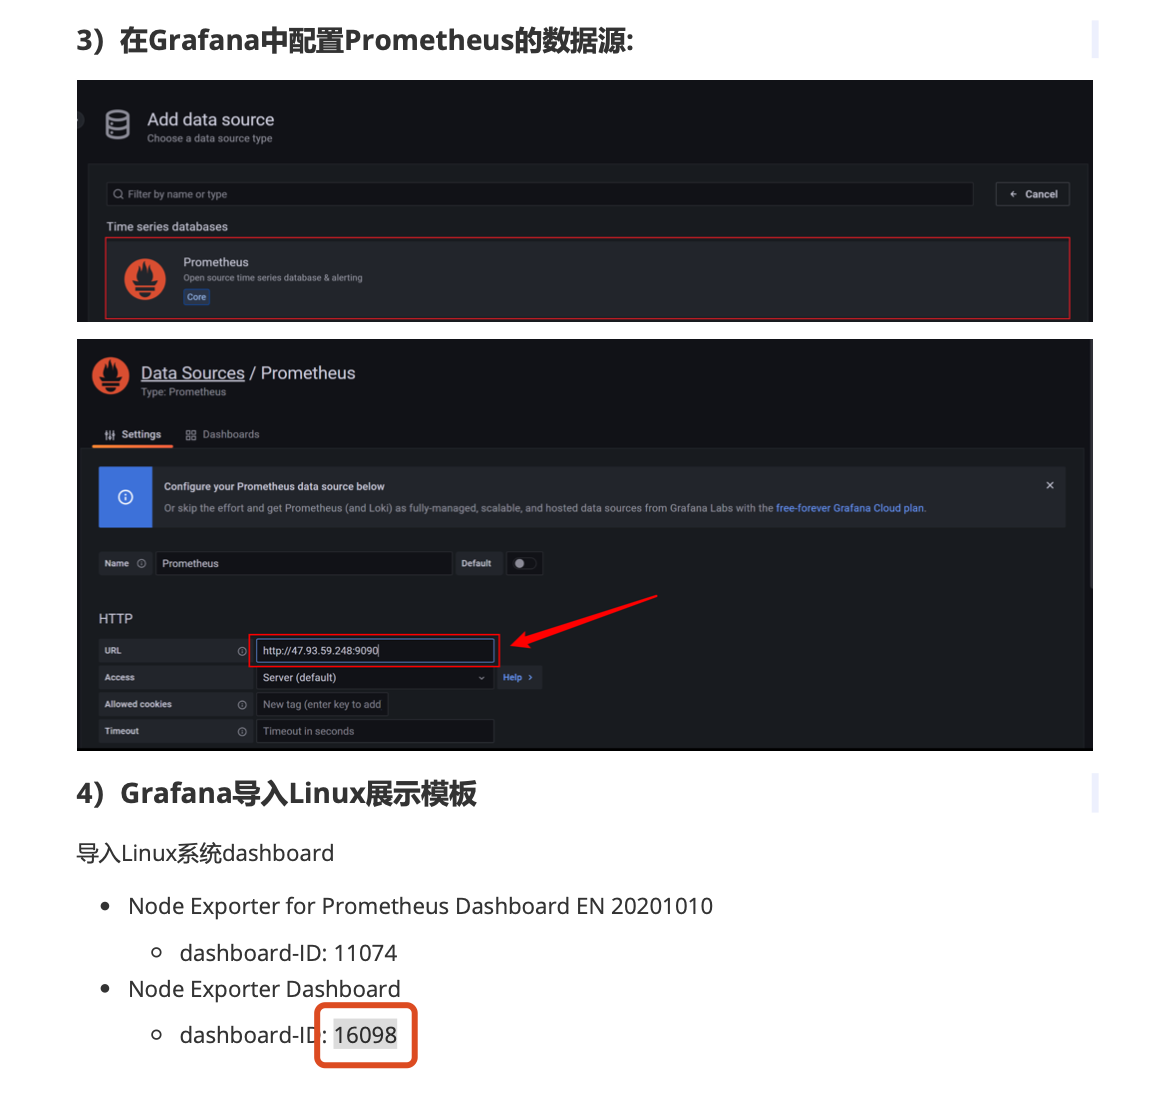 3）在Grafana中配置Prometheus的数据源:
Add data source
Choose a data source type
Filter by name or type
Cancel
Time series databases
Prometheus
Open source time series database & alerting
Core
Data Sources / Prometheus
Type: Prometheus
Settings Dashboards
Configure your Prometheus data source below
Or skip the effort and get Prometheus (and Loki) as fully-managed, scalable, and hosted data sources from Grafana Labs with the free-forever Grafana Cloud plan.
Name Prometheus Default
HTTP
URL http://47.93.59.248:9090
Access Server (default) Help >
Allowed cookies New tag (enter key to add
Timeout Timeout in seconds
4）Grafana导入Linux展示模板
导入Linux系统dashboard
Node Exporter for Prometheus Dashboard EN 20201010
dashboard-ID: 11074
Node Exporter Dashboard
dashboard-ID: 16098